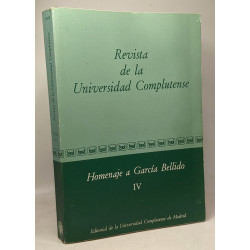 Revista
de la
Universidad Complutense
Homenaje a García Bellido
IV
Editorial de la Universidad Complutense de Madrid